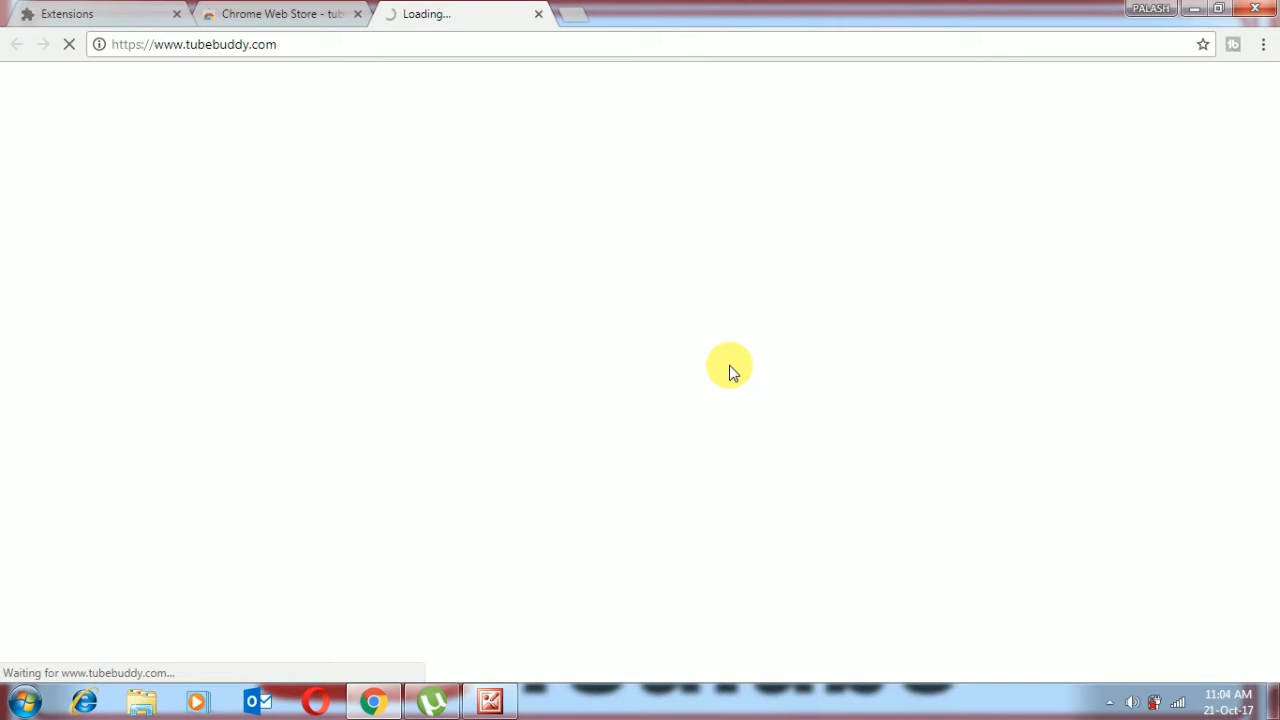 Extensions
Chrome Web Store - tub
Loading...
PALASH
https://www.tubebuddy.com
Waiting for www.tubebuddy.com...
11:04 AM
21-Oct-17